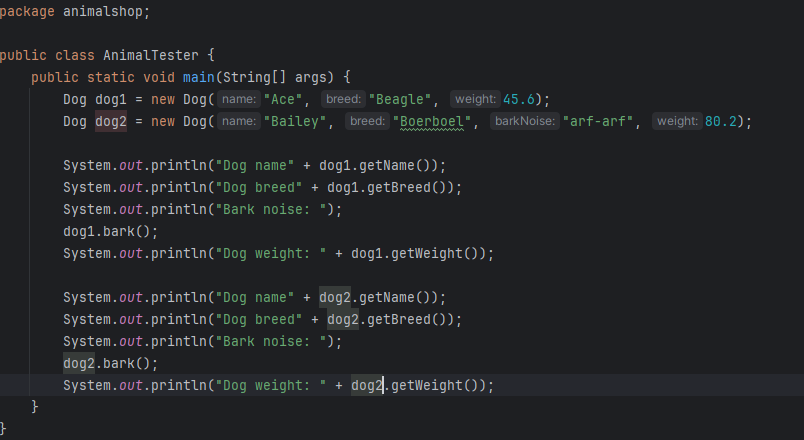 package animalshop;
public class AnimalTester {
public static void main(String[] args) {
Dog dog1 = new Dog( name: "Ace", breed: "Beagle", weight: 45.6);
Dog dog2 = new Dog( name: "Bailey", breed: "Boerboel", barkNoise: "arf-arf", weight: 80.2);
System.out.println("Dog name" + dog1.getName());
System.out.println("Dog breed" + dog1.getBreed());
System.out.println("Bark noise: ");
dog1.bark();
System.out.println("Dog weight: " + dog1.getWeight());
System.out.println("Dog name" + dog2.getName());
System.out.println("Dog breed" + dog2.getBreed());
System.out.println("Bark noise: ");
dog2.bark();
System.out.println("Dog weight: " + dog2.getWeight());
}
}